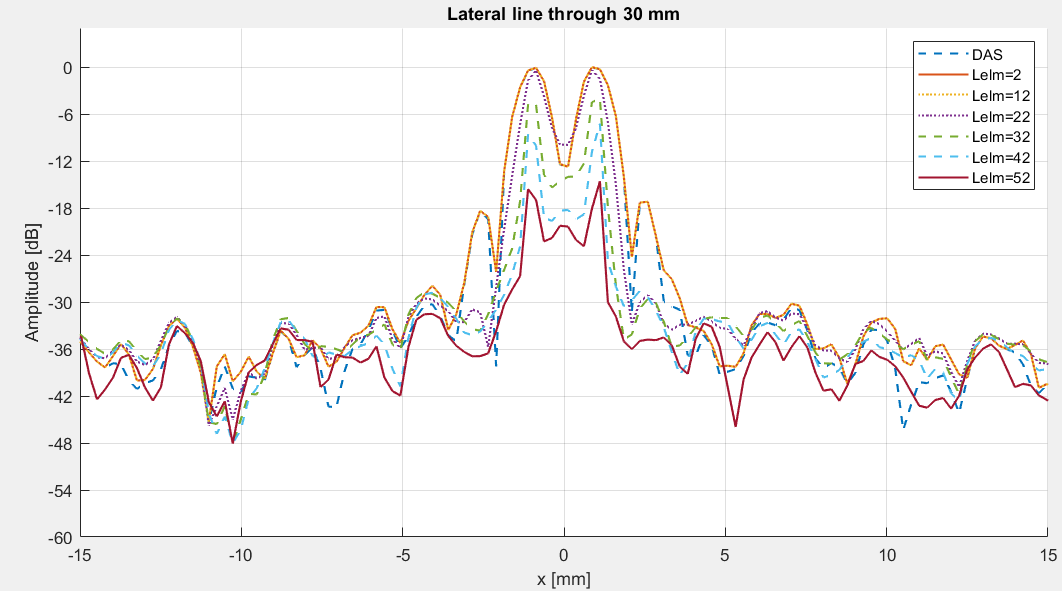 Lateral line through 30 mm
DAS
Lelm=2
Lelm=12
Lelm=22
Lelm=32
Lelm=42
Lelm=52
Amplitude [dB]
0
-6
-12
-18
-24
-30
-36
-42
-48
-54
-60
-15
-10
-5
0
5
10
15
x [mm]